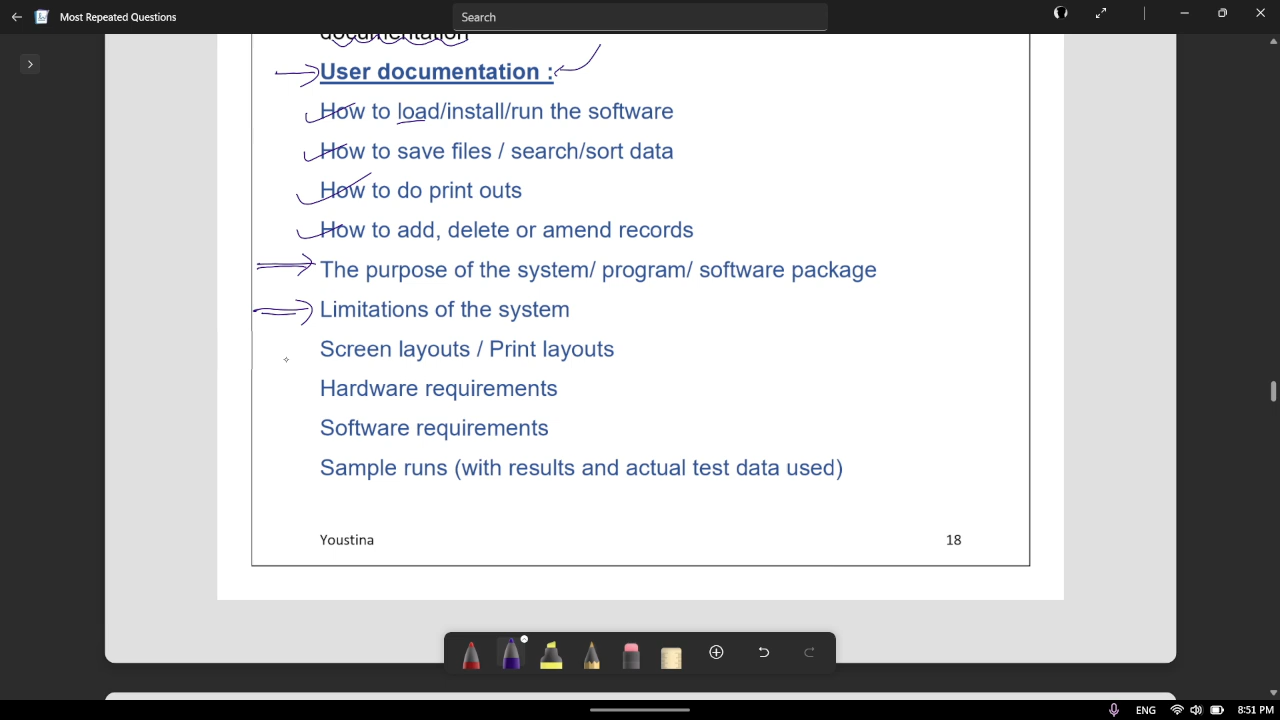 Most Repeated Questions
Search
documentation
User documentation :
How to load/install/run the software
How to save files / search/sort data
How to do print outs
How to add, delete or amend records
The purpose of the system/ program/ software package
Limitations of the system
Screen layouts / Print layouts
Hardware requirements
Software requirements
Sample runs (with results and actual test data used)
Youstina 18
ENG 8:51 PM